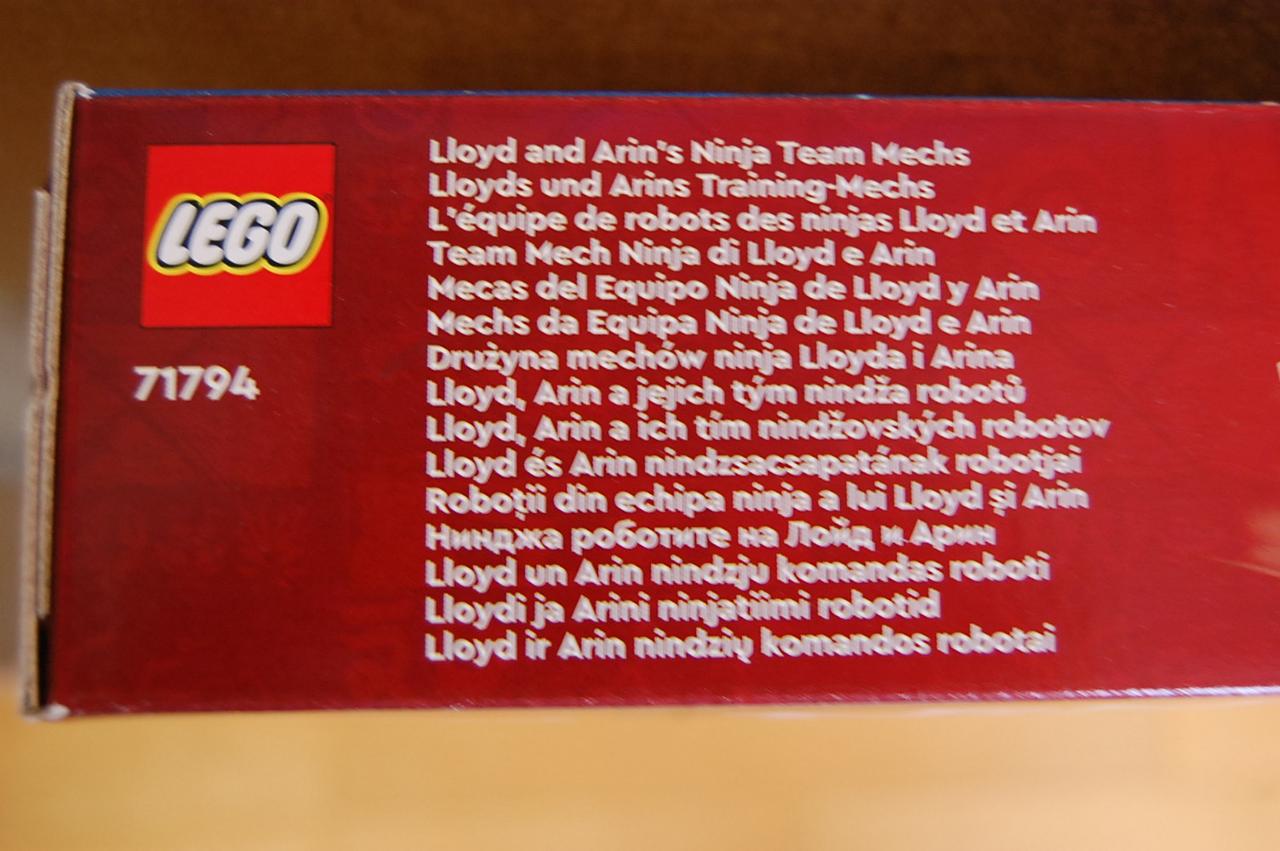 LEGO
71794
Lloyd and Arin's Ninja Team Mechs
Lloyds und Arins Training-Mechs
L'équipe de robots des ninjas Lloyd et Arin
Team Mech Ninja di Lloyd e Arin
Mecas del Equipo Ninja de Lloyd y Arin
Mechs da Equipa Ninja de Lloyd e Arin
Drużyna mechów ninja Lloyda i Arina
Lloyd, Arin a jejich tým nindža robotů
Lloyd, Arin a ich tím nindžovských robotov
Lloyd és Arin nindzsacsapatának robotjai
Roboții din echipa ninja a lui Lloyd și Arin
Нинджа роботите на Лойд и Арин
Lloyd un Arin nindzju komandas roboti
Lloydi ja Arini ninjatiimi robotid
Lloyd ir Arin nindzių komandos robotai